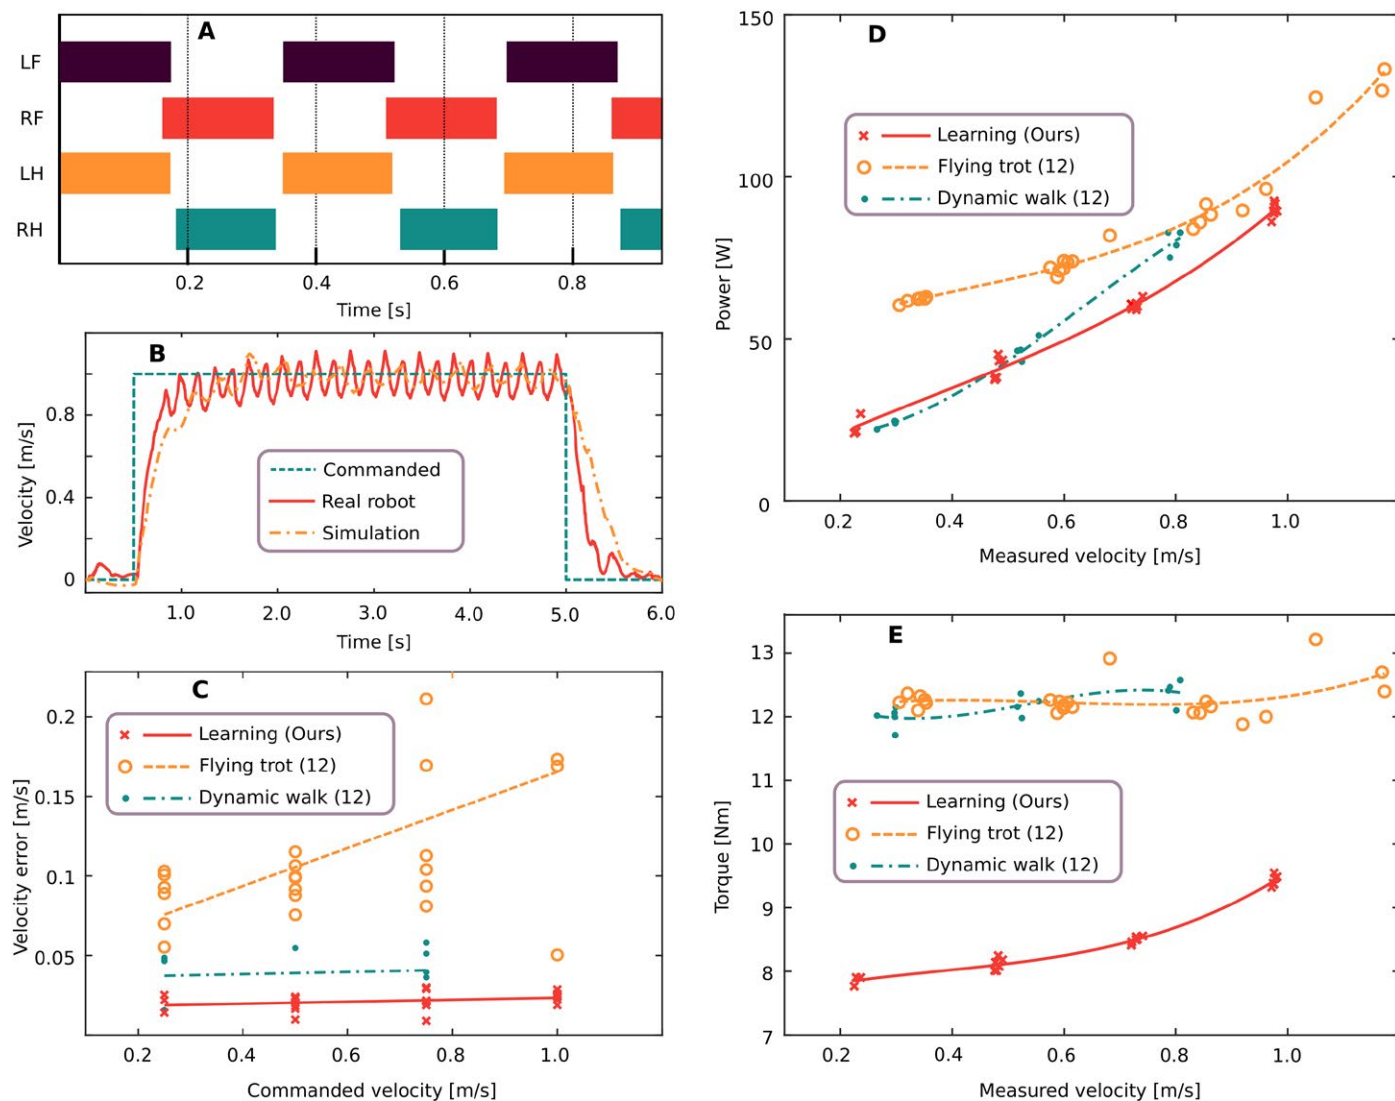 A
LF
RF
LH
RH
0.2
0.4
0.6
0.8
Time [s]
B
0.8
0.4
0
Velocity [m/s]
Commanded
Real robot
Simulation
1.0
2.0
3.0
4.0
5.0
6.0
Time [s]
C
0.2
0.15
0.1
0.05
Velocity error [m/s]
Learning (Ours)
Flying trot (12)
Dynamic walk (12)
0.2
0.4
0.6
0.8
1.0
Commanded velocity [m/s]
D
150
100
50
0
Power [W]
Learning (Ours)
Flying trot (12)
Dynamic walk (12)
0.2
0.4
0.6
0.8
1.0
Measured velocity [m/s]
E
13
12
11
10
9
8
7
Torque [Nm]
Learning (Ours)
Flying trot (12)
Dynamic walk (12)
0.2
0.4
0.6
0.8
1.0
Measured velocity [m/s]